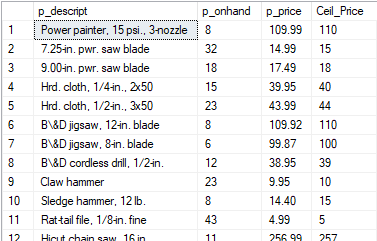 p_descript p_onhand p_price Ceil_Price
1 Power painter, 15 psi., 3-nozzle 8 109.99 110
2 7.25-in. pwr. saw blade 32 14.99 15
3 9.00-in. pwr. saw blade 18 17.49 18
4 Hrd. cloth, 1/4-in., 2x50 15 39.95 40
5 Hrd. cloth, 1/2-in., 3x50 23 43.99 44
6 B\&D jigsaw, 12-in. blade 8 109.92 110
7 B\&D jigsaw, 8-in. blade 6 99.87 100
8 B\&D cordless drill, 1/2-in. 12 38.95 39
9 Claw hammer 23 9.95 10
10 Sledge hammer, 12 lb. 8 14.40 15
11 Rat-tail file, 1/8-in. fine 43 4.99 5
12 Hicut chain saw, 16 in. 11 256.99 257